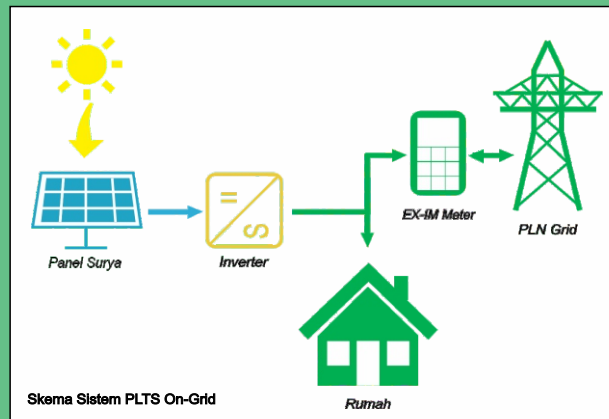 EX-IM Meter
PLN Grid
Panel Surya
Inverter
Skema Sistem PLTS On-Grid
Rumah